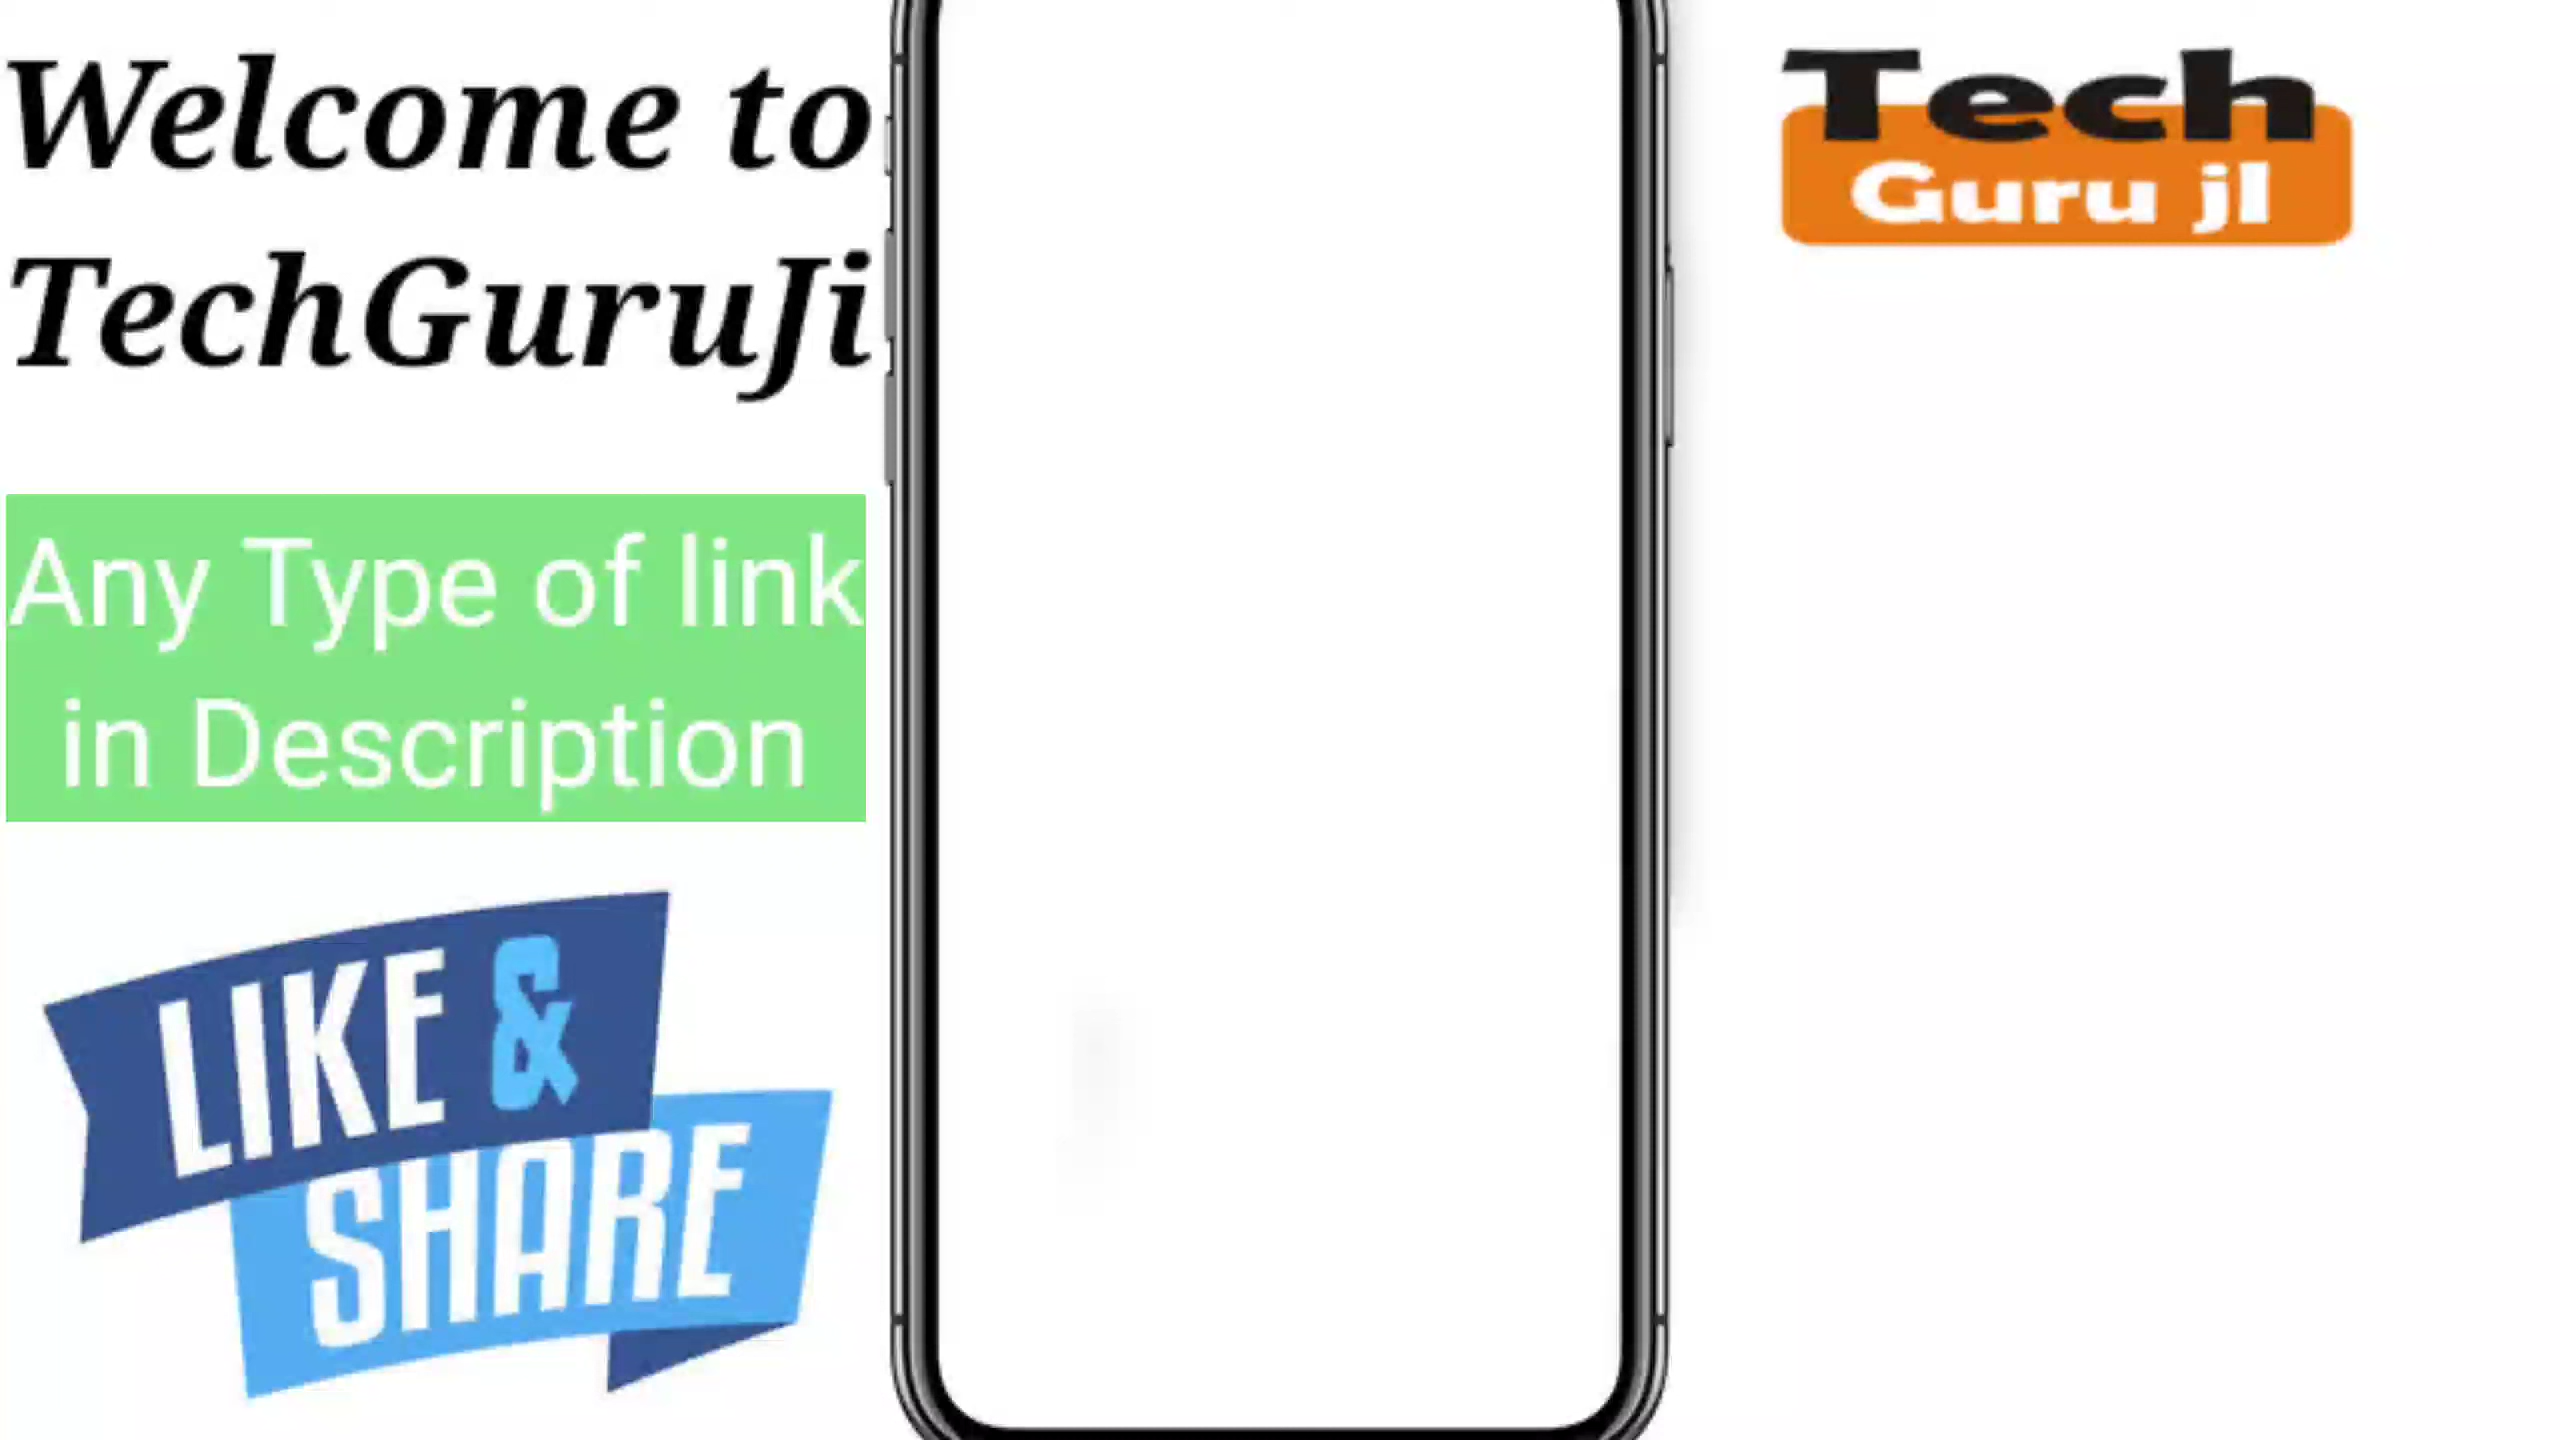 Welcome to
TechGuruJi
Any Type of link
in Description
LIKE &
SHARE
Tech
Guru jI